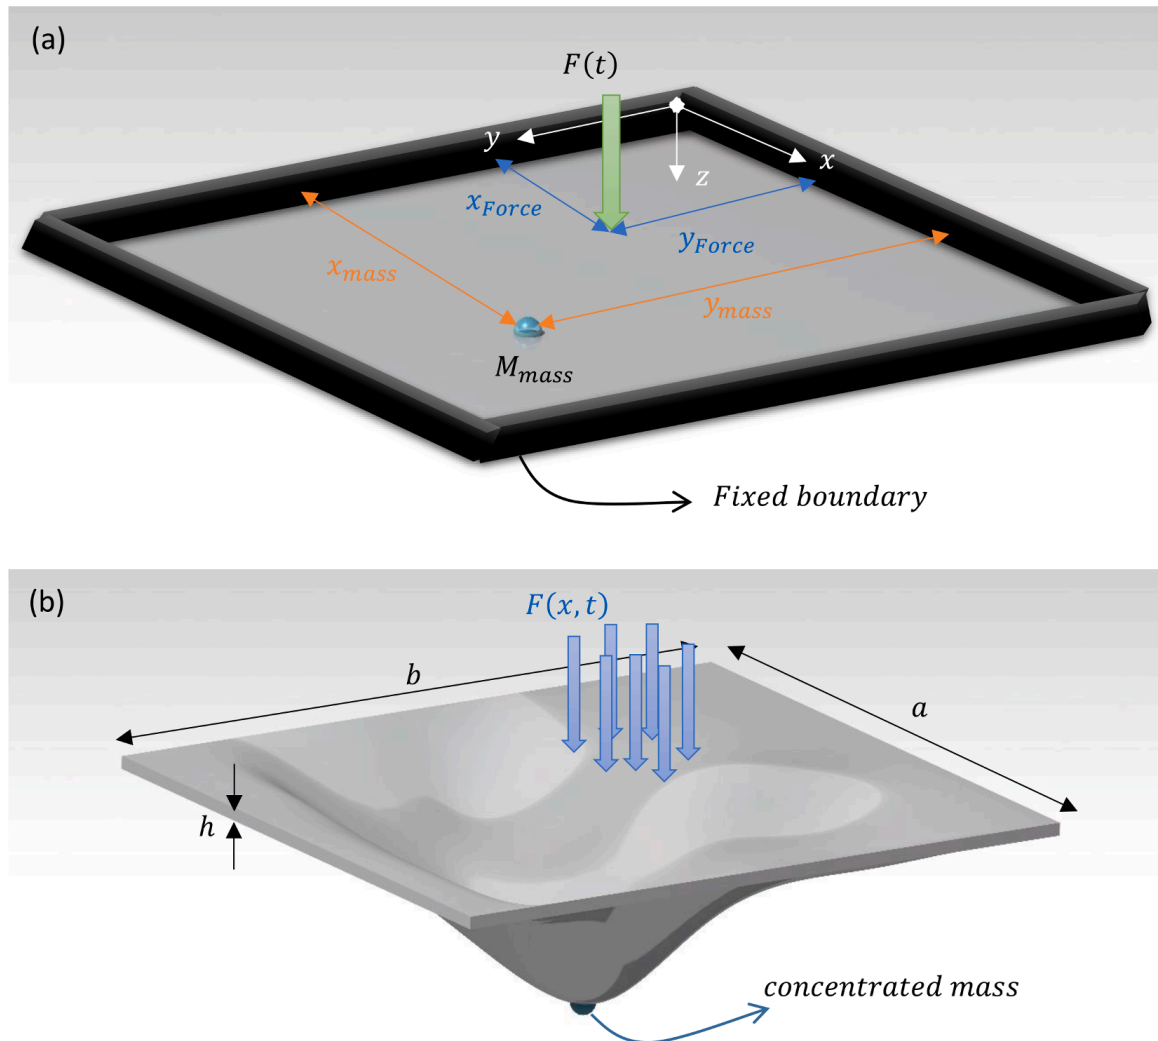 (a)
F(t)
y
x
z
x_Force
y_Force
x_mass
y_mass
M_mass
Fixed boundary
(b)
F(x, t)
b
a
h
concentrated mass